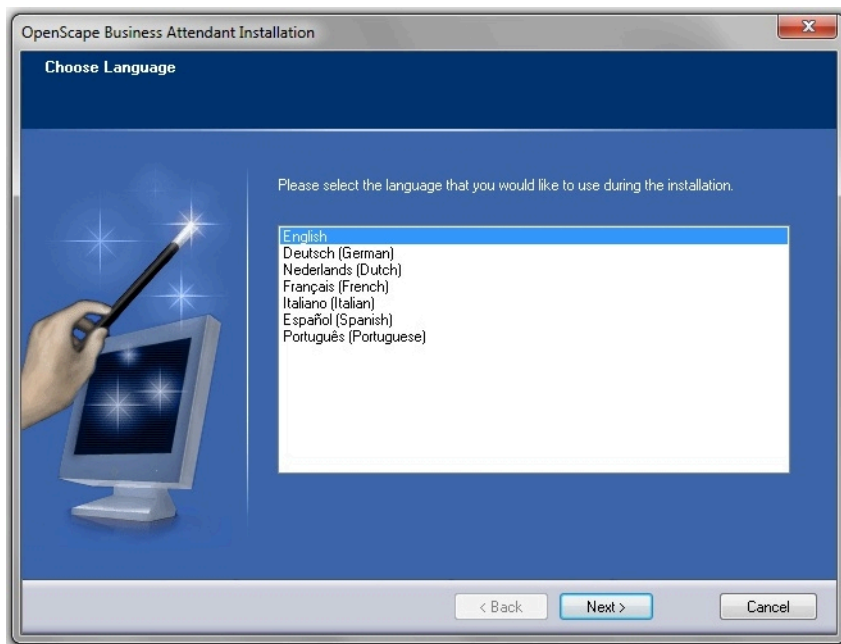 OpenScape Business Attendant Installation
Choose Language
Please select the language that you would like to use during the installation.
English
Deutsch (German)
Nederlands (Dutch)
Français (French)
Italiano (Italian)
Español (Spanish)
Português (Portuguese)
< Back Next > Cancel